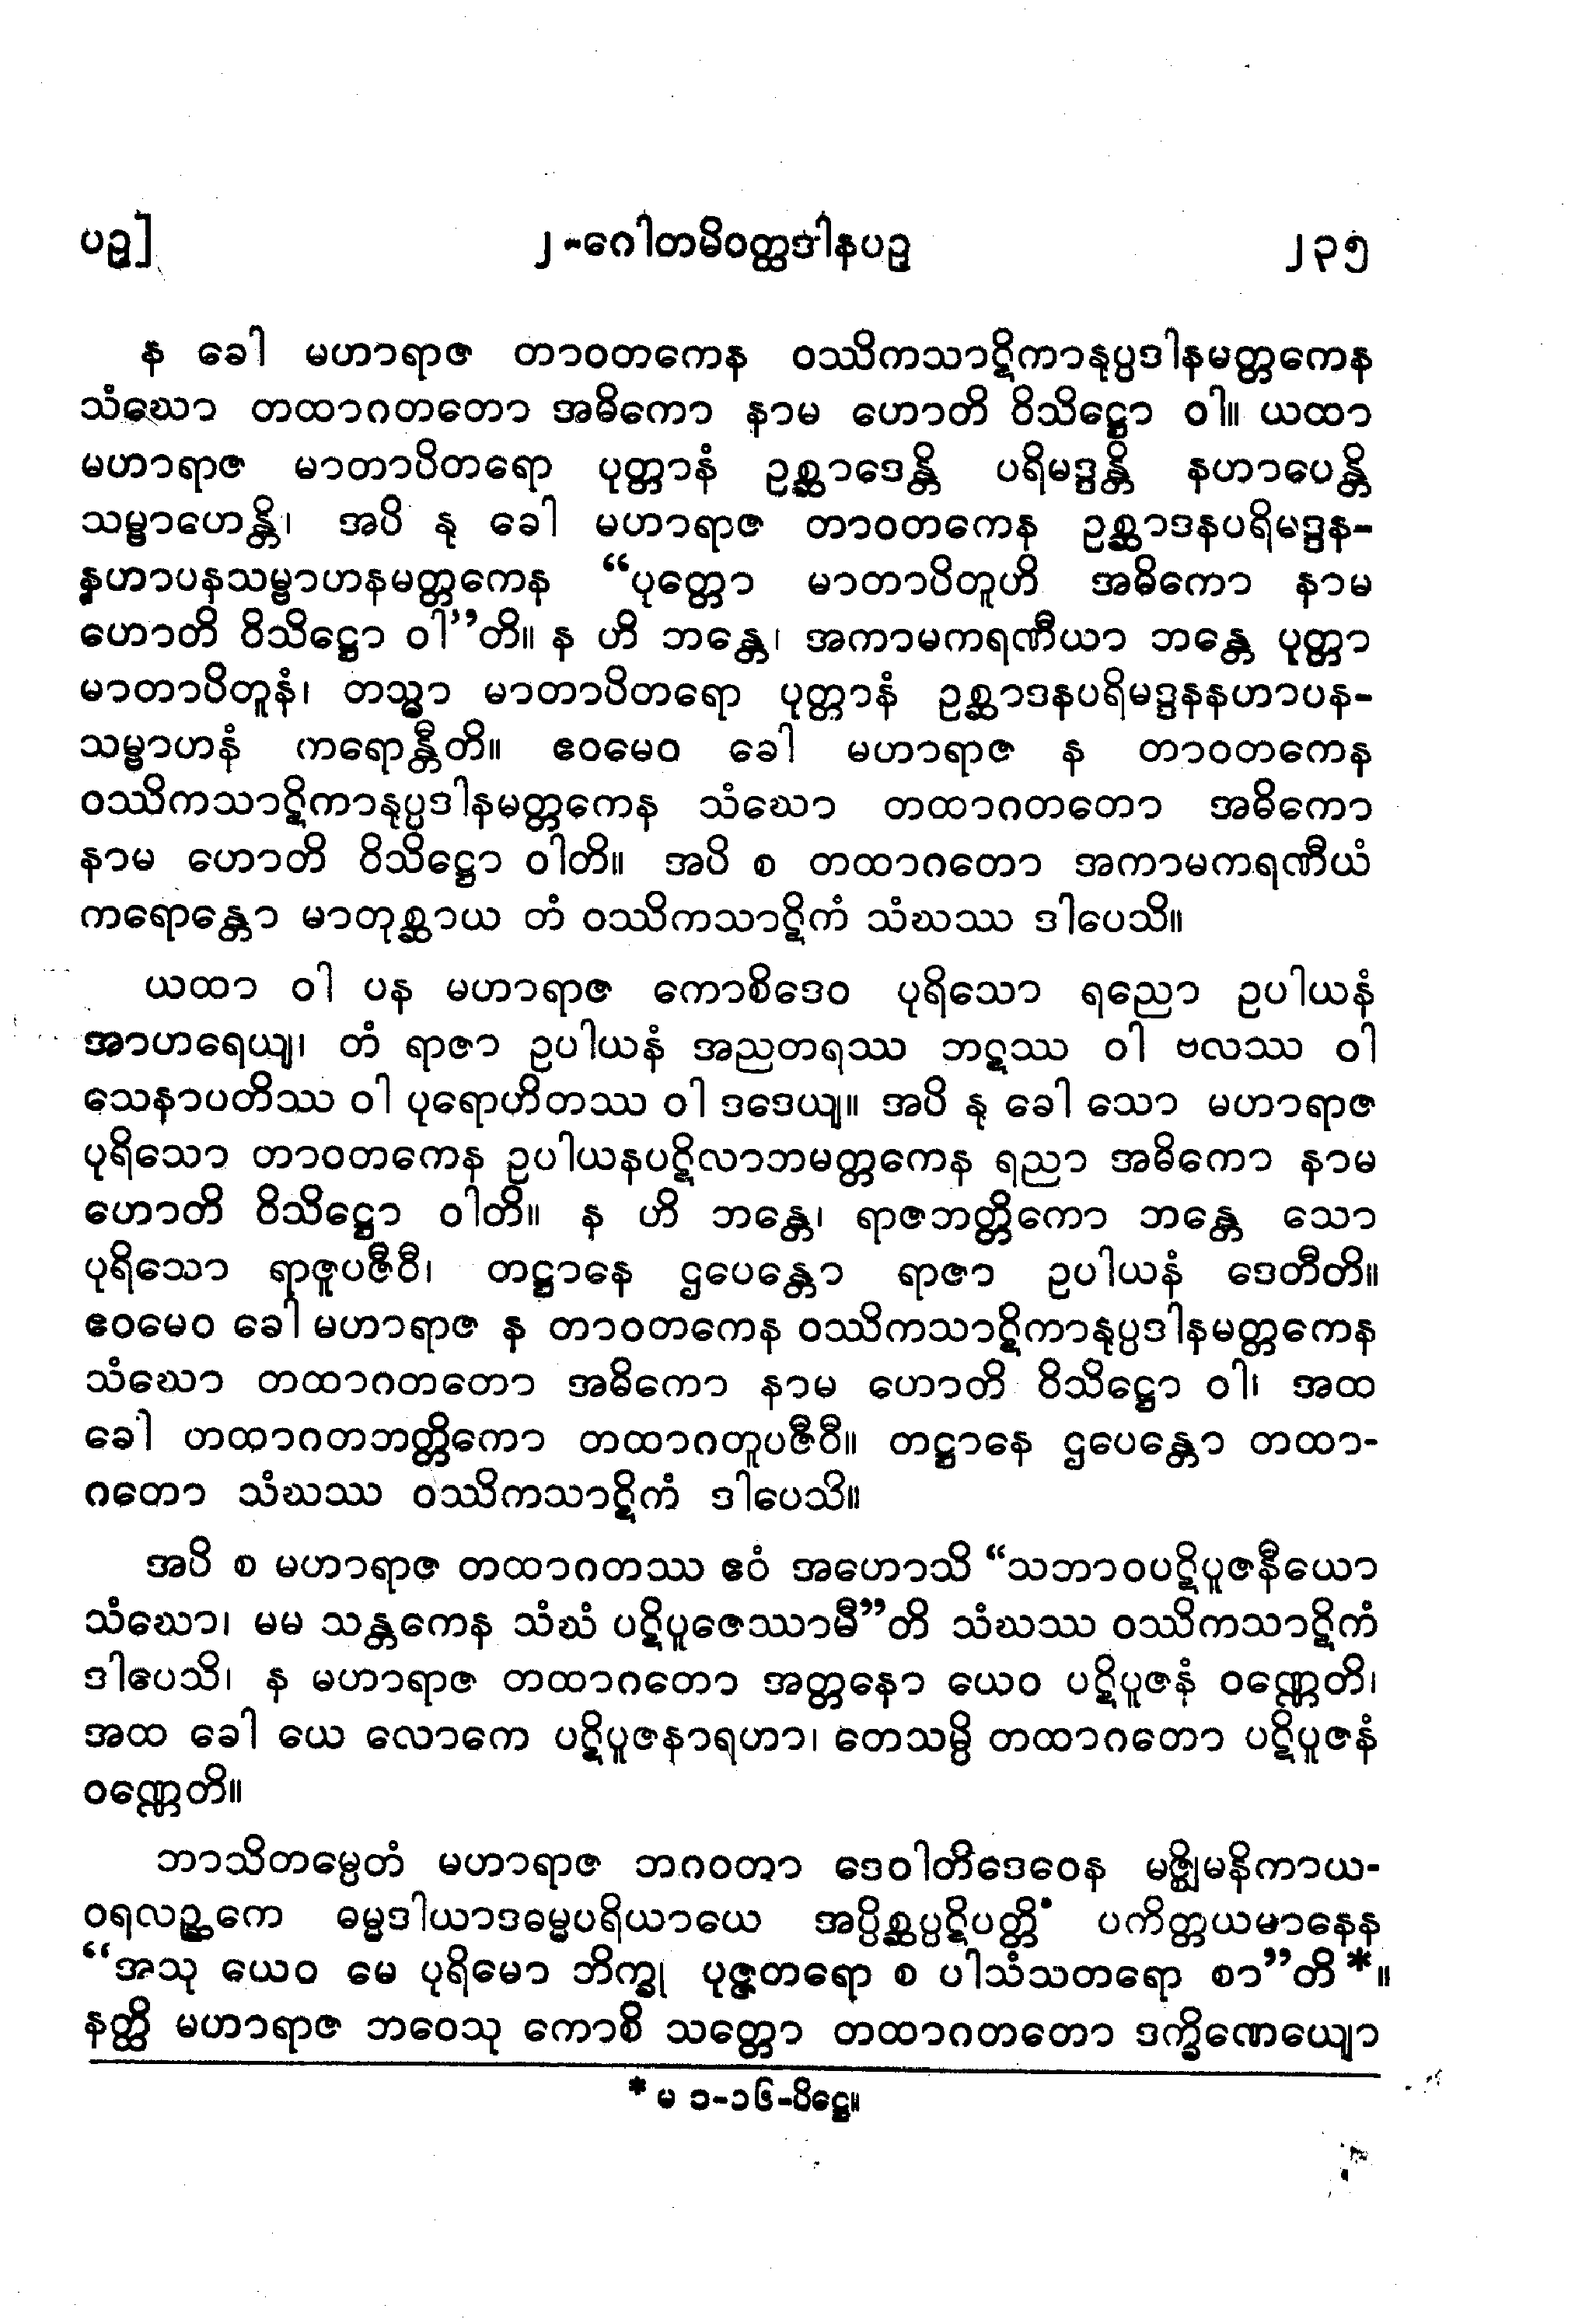 ပဉှ]
၂-ဂေါတမိဝတ္ထဒါနပဉှ
၂၃၅
န ခေါ မဟာရာဇ တာဝတကေန ဝဿိကသာဋိကာနုပ္ပဒါနမတ္တကေန
သံဃော တထာဂတတော အဓိကော နာမ ဟောတိ ဝိသိဋ္ဌော ဝါ။ ယထာ
မဟာရာဇ မာတာပိတရော ပုတ္တာနံ ဥစ္ဆာဒေန္တိ ပရိမဒ္ဒန္တိ နဟာပေန္တိ
သမ္ဗာဟေန္တိ၊ အပိ နု ခေါ မဟာရာဇ တာဝတကေန ဥစ္ဆာဒနပရိမဒ္ဒန-
နှဟာပနသမ္ဗာဟနမတ္တကေန “ပုတ္တော မာတာပိတူဟိ အဓိကော နာမ
ဟောတိ ဝိသိဋ္ဌော ဝါ”တိ။ န ဟိ ဘန္တေ၊ အကာမကရဏီယာ ဘန္တေ ပုတ္တာ
မာတာပိတူနံ၊ တသ္မာ မာတာပိတရော ပုတ္တာနံ ဥစ္ဆာဒနပရိမဒ္ဒနနဟာပန-
သမ္ဗာဟနံ ကရောန္တီတိ။ ဧဝမေဝ ခေါ မဟာရာဇ န တာဝတကေန
ဝဿိကသာဋိကာနုပ္ပဒါနမတ္တကေန သံဃော တထာဂတတော အဓိကော
နာမ ဟောတိ ဝိသိဋ္ဌော ဝါတိ။ အပိ စ တထာဂတော အကာမကရဏီယံ
ကရောန္တော မာတုစ္ဆာယ တံ ဝဿိကသာဋိကံ သံဃဿ ဒါပေသိ။
ယထာ ဝါ ပန မဟာရာဇ ကောစိဒေဝ ပုရိသော ရညော ဥပါယနံ
အာဟရေယျ၊ တံ ရာဇာ ဥပါယနံ အညတရဿ ဘဋဿ ဝါ ဗလဿ ဝါ
သေနာပတိဿ ဝါ ပုရောဟိတဿ ဝါ ဒဒေယျ။ အပိ နု ခေါ သော မဟာရာဇ
ပုရိသော တာဝတကေန ဥပါယနပဋိလာဘမတ္တကေန ရညာ အဓိကော နာမ
ဟောတိ ဝိသိဋ္ဌော ဝါတိ။ န ဟိ ဘန္တေ၊ ရာဇဘတ္တိကော ဘန္တေ သော
ပုရိသော ရာဇူပဇီဝီ၊ တဋ္ဌာနေ ဌပေန္တော ရာဇာ ဥပါယနံ ဒေတီတိ။
ဧဝမေဝ ခေါ မဟာရာဇ န တာဝတကေန ဝဿိကသာဋိကာနုပ္ပဒါနမတ္တကေန
သံဃော တထာဂတတော အဓိကော နာမ ဟောတိ ဝိသိဋ္ဌော ဝါ၊ အထ
ခေါ တထာဂတဘတ္တိကော တထာဂတူပဇီဝီ။ တဋ္ဌာနေ ဌပေန္တော တထာ-
ဂတော သံဃဿ ဝဿိကသာဋိကံ ဒါပေသိ။
အပိ စ မဟာရာဇ တထာဂတဿ ဧဝံ အဟောသိ “သဘာဝပဋိပူဇနီယော
သံဃော၊ မမ သန္တကေန သံဃံ ပဋိပူဇေဿာမီ”တိ သံဃဿ ဝဿိကသာဋိကံ
ဒါပေသိ၊ န မဟာရာဇ တထာဂတော အတ္တနော ယေဝ ပဋိပူဇနံ ဝဏ္ဏေတိ၊
အထ ခေါ ယေ လောကေ ပဋိပူဇနာရဟာ၊ တေသမ္ပိ တထာဂတော ပဋိပူဇနံ
ဝဏ္ဏေတိ။
ဘာသိတမ္ပေတံ မဟာရာဇ ဘဂဝတာ ဒေဝါတိဒေဝေန မဇ္ဈိမနိကာယ-
ဝရလဉ္ဆကေ ဓမ္မဒါယာဒဓမ္မပရိယာယေ အပ္ပိစ္ဆပ္ပဋိပတ္တိံ ပကိတ္တယမာနေန
“အသု ယေဝ မေ ပုရိမော ဘိက္ခု ပုဇ္ဇတရော စ ပါသံသတရော စာ”တိ*။
နတ္ထိ မဟာရာဇ ဘဝေသု ကောစိ သတ္တော တထာဂတတော ဒက္ခိဏေယျော
* မ ၁-၁၆-ပိဋ္ဌေ။